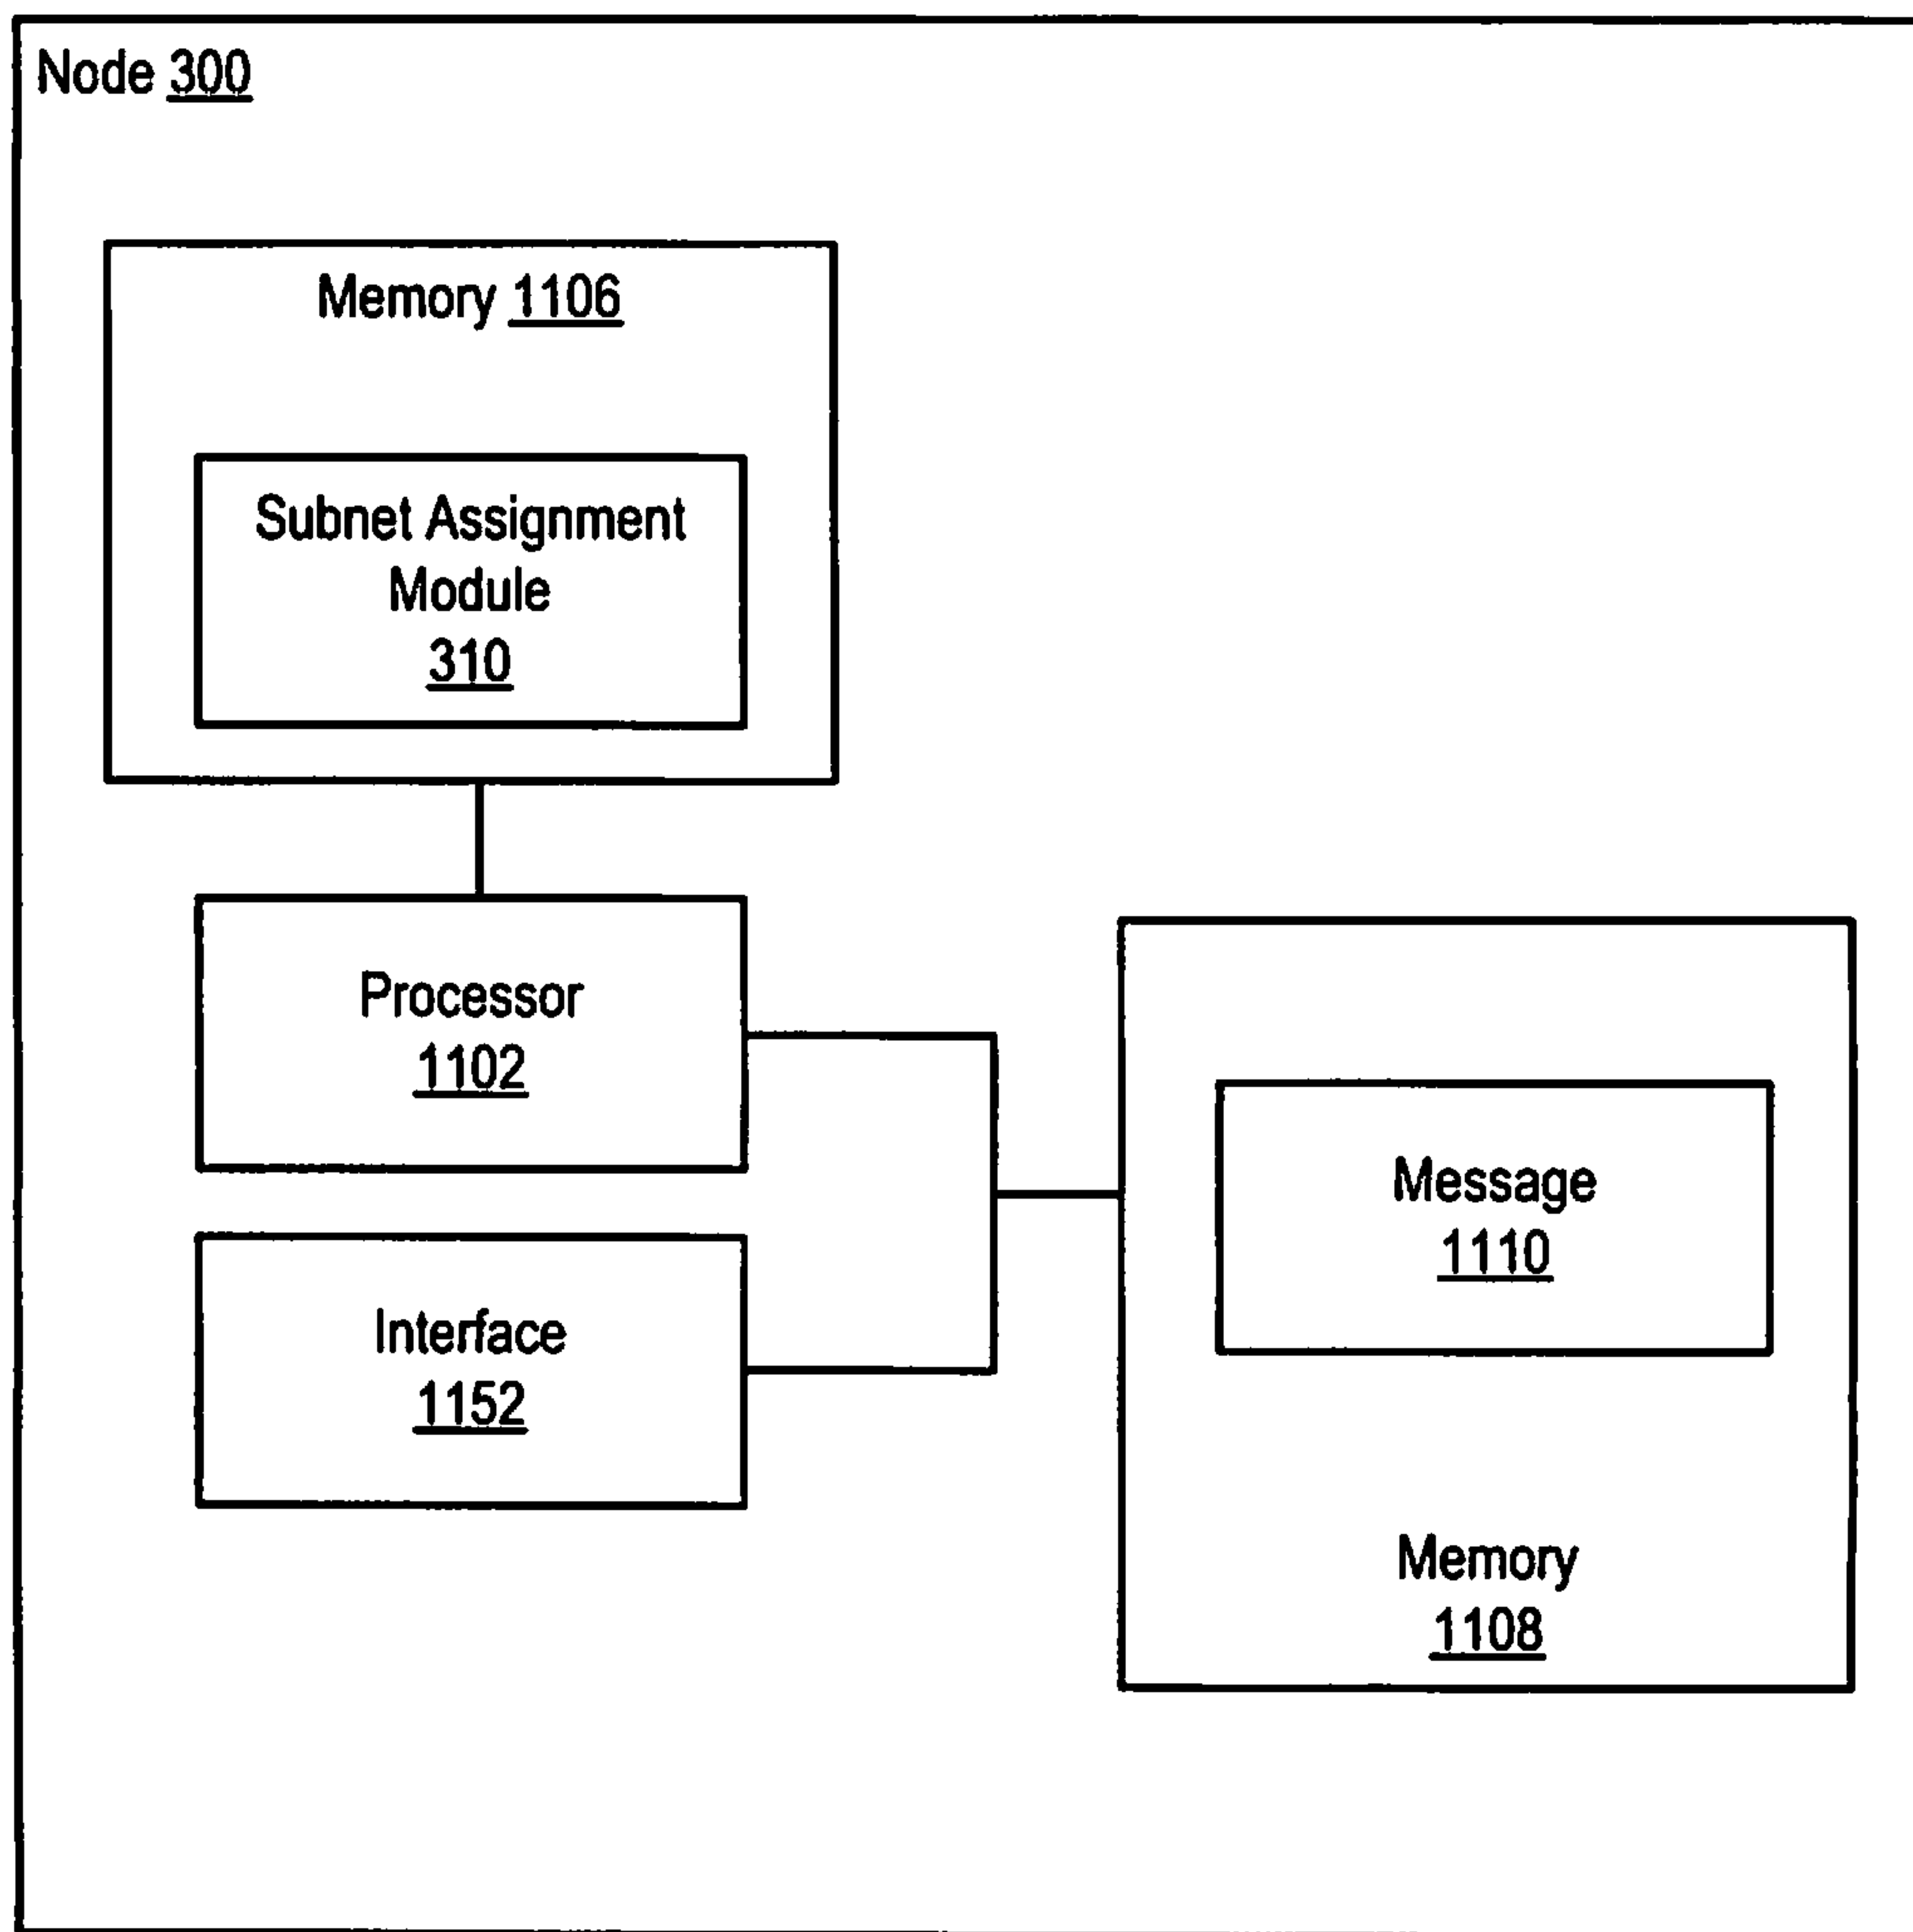 Node 300
Memory 1106
Subnet Assignment
Module
310
Processor
1102
Interface
1152
Message
1110
Memory
1108